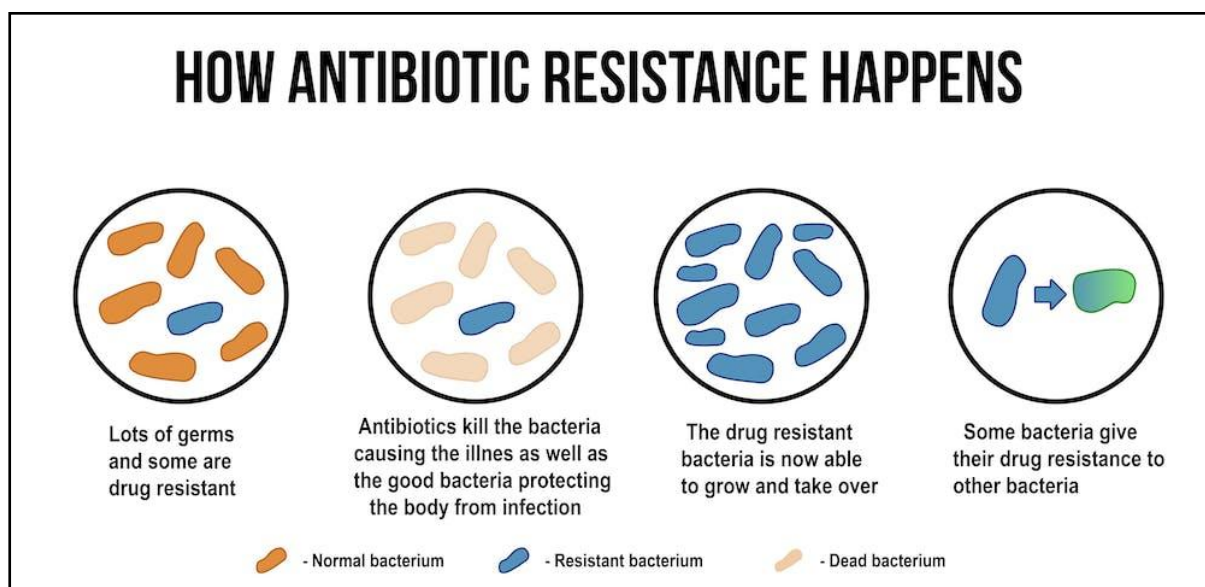 HOW ANTIBIOTIC RESISTANCE HAPPENS
Lots of germs
and some are
drug resistant
Antibiotics kill the bacteria
causing the illnes as well as
the good bacteria protecting
the body from infection
The drug resistant
bacteria is now able
to grow and take over
Some bacteria give
their drug resistance to
other bacteria
- Normal bacterium
- Resistant bacterium
- Dead bacterium